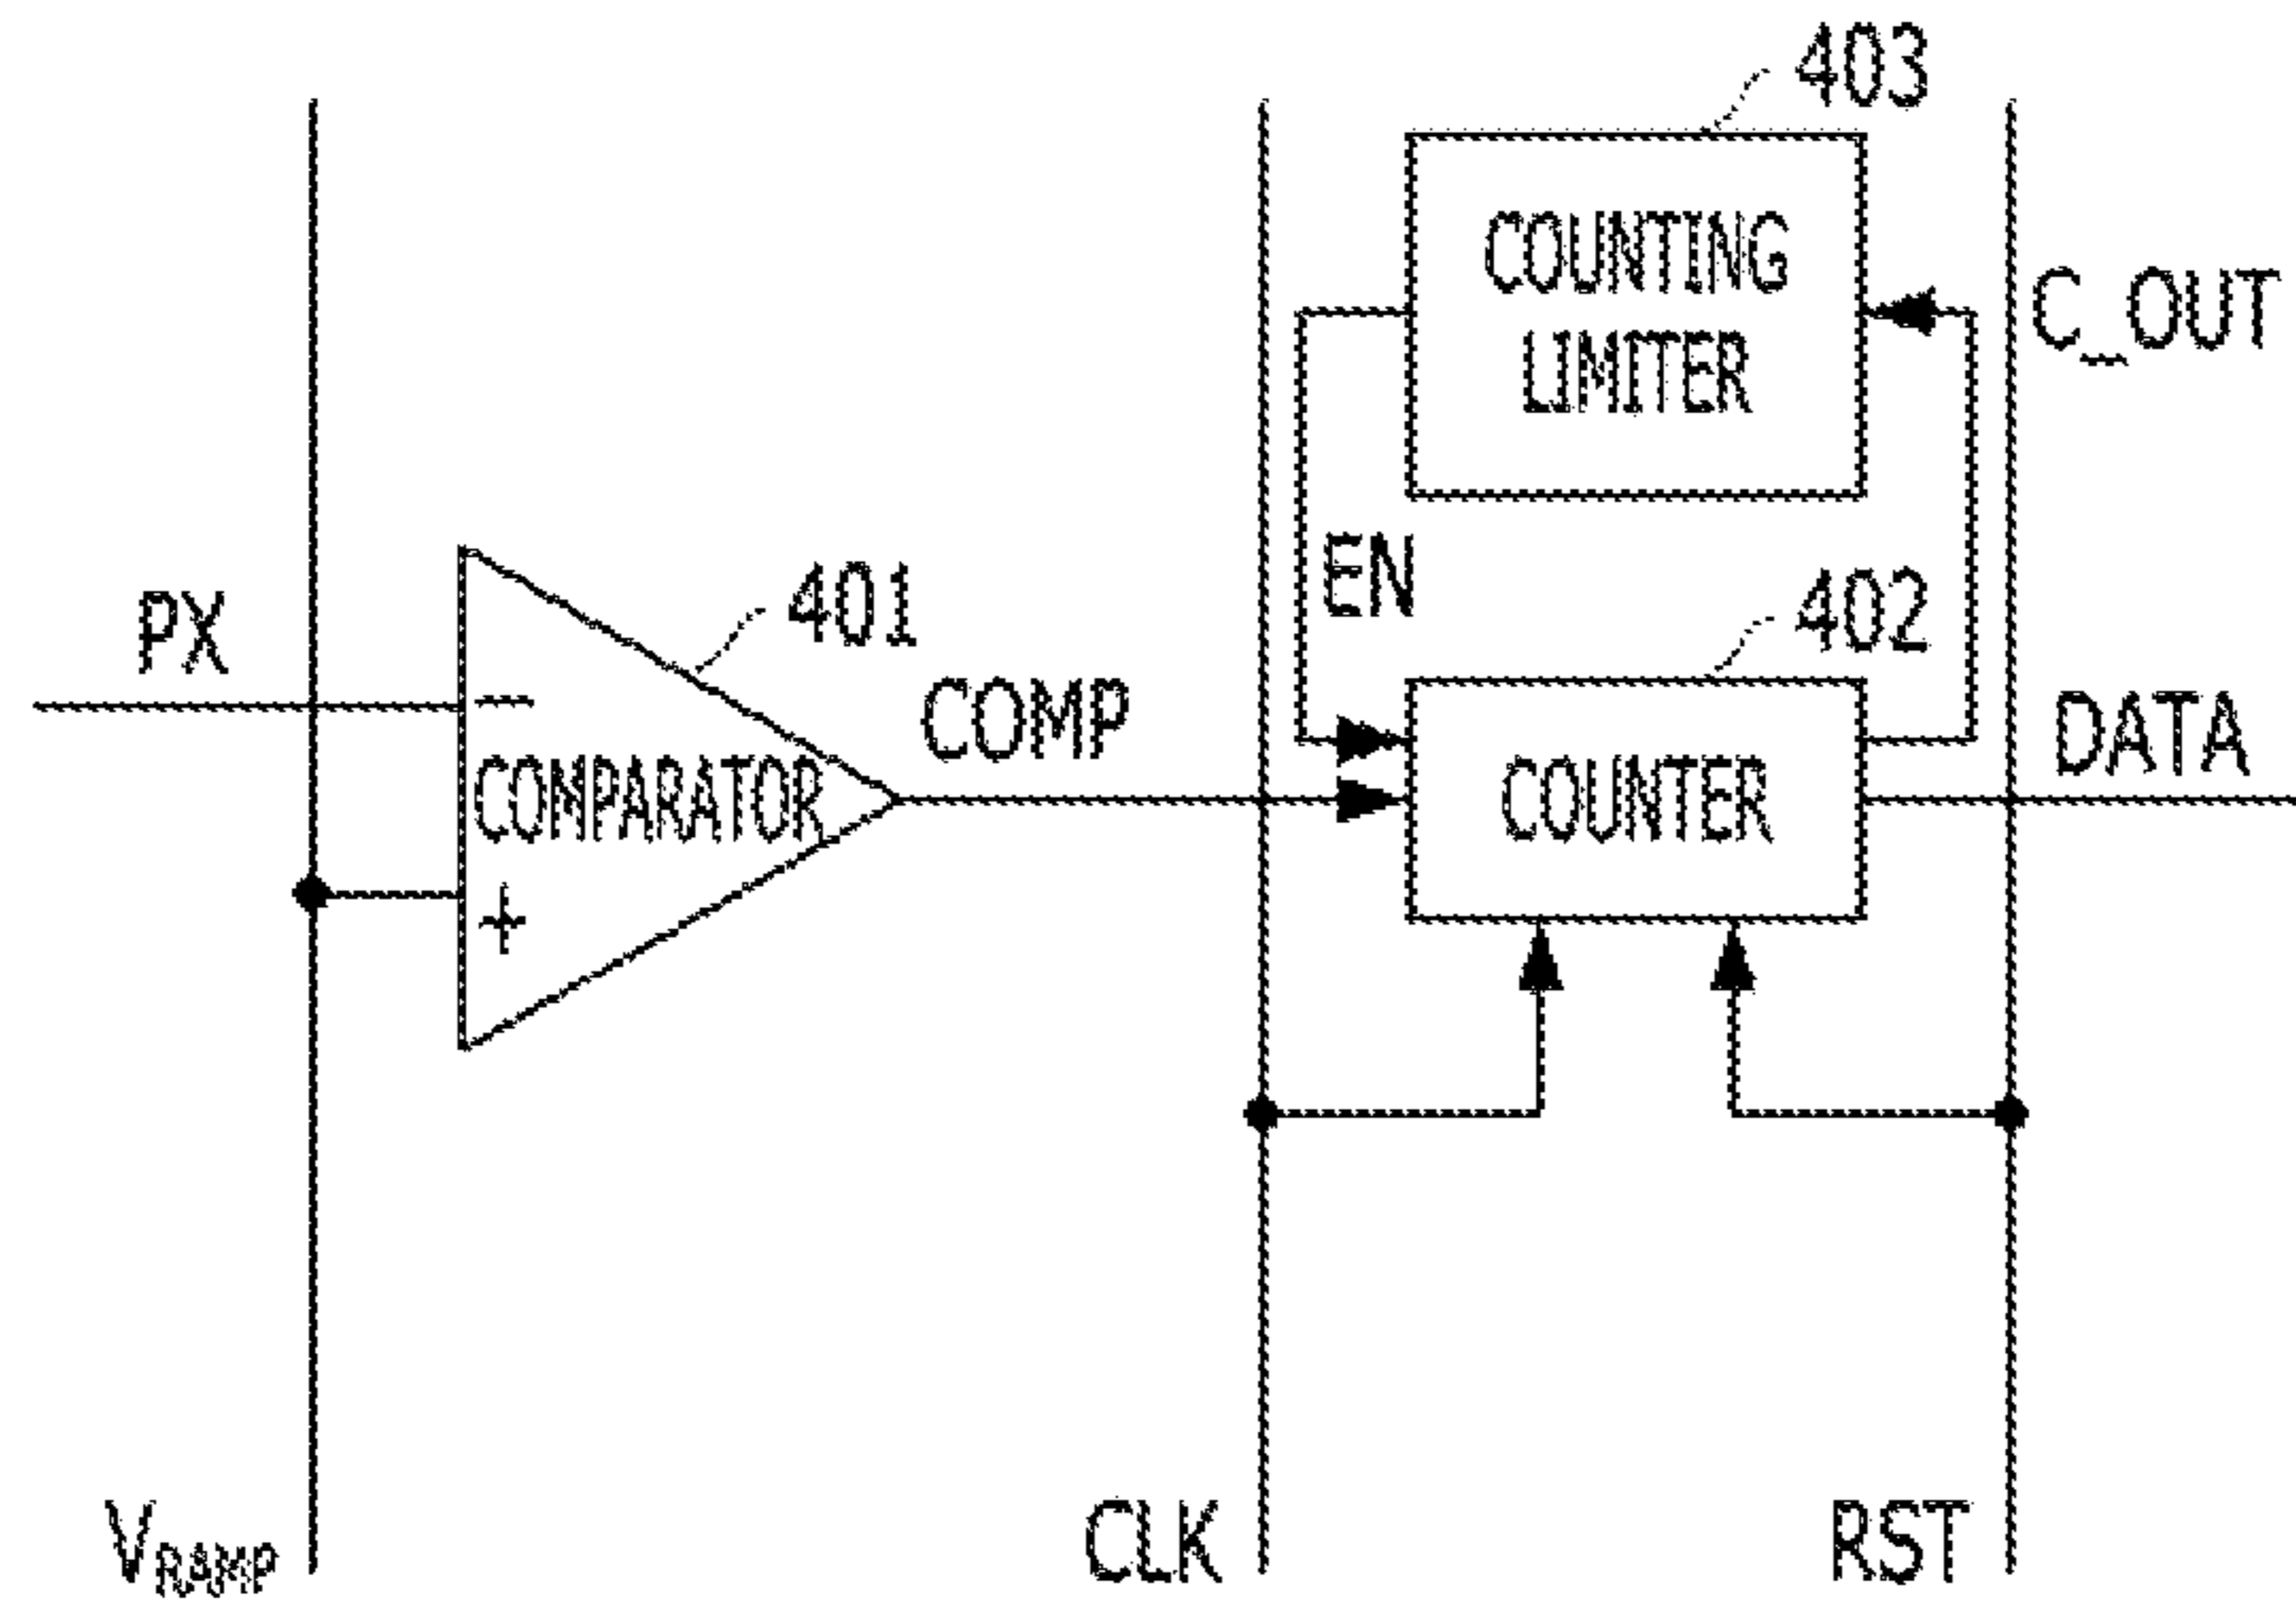 403
COUNTING
LIMITER
C_OUT
EN
PX
401
402
COMP
DATA
−
COMPARATOR
COUNTER
+
VRAMP
CLK
RST